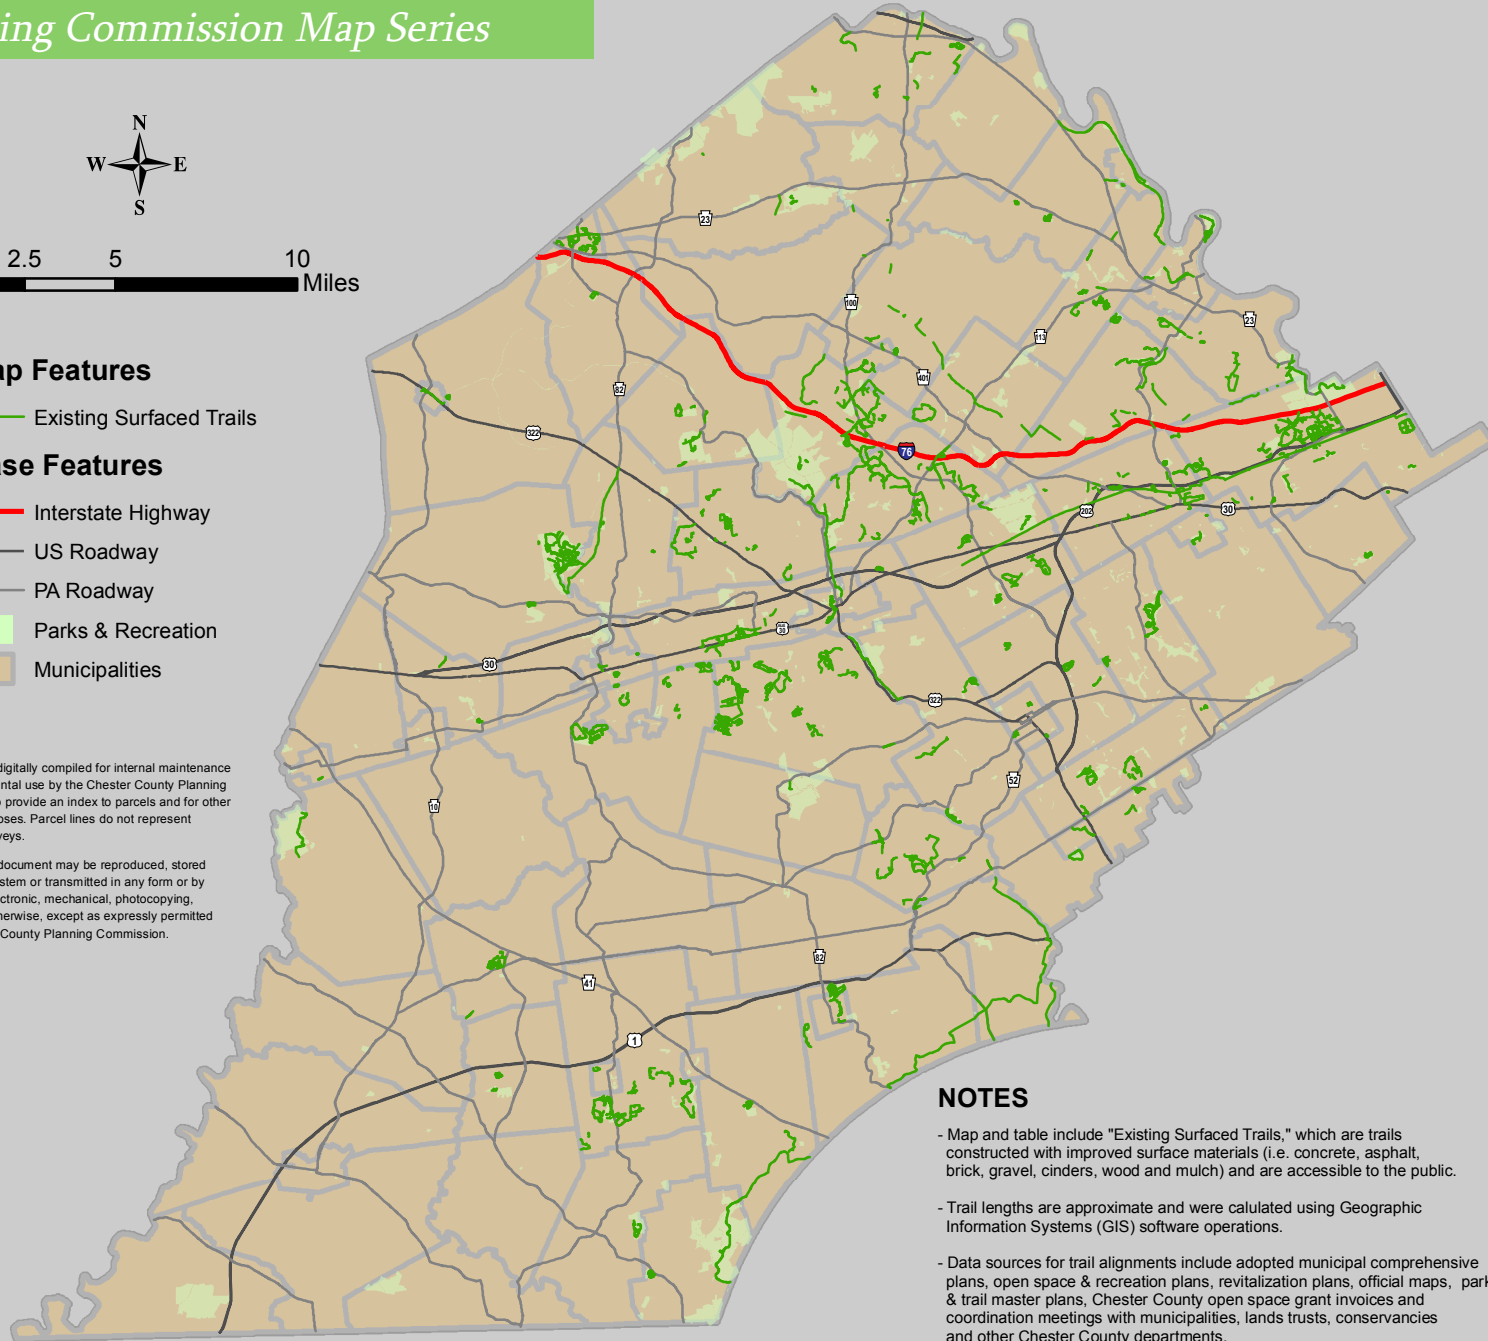 ing Commission Map Series
N
W E
S
2.5 5 10
Miles
ap Features
Existing Surfaced Trails
ase Features
Interstate Highway
US Roadway
PA Roadway
Parks & Recreation
Municipalities
digitally compiled for internal maintenance
ntal use by the Chester County Planning
o provide an index to parcels and for other
oses. Parcel lines do not represent
veys.
document may be reproduced, stored
stem or transmitted in any form or by
ctronic, mechanical, photocopying,
herwise, except as expressly permitted
County Planning Commission.
23
100
23
113
82
401
322
76
202
30
30
30
322
52
10
82
41
1
NOTES
- Map and table include "Existing Surfaced Trails," which are trails
constructed with improved surface materials (i.e. concrete, asphalt,
brick, gravel, cinders, wood and mulch) and are accessible to the public.
- Trail lengths are approximate and were calulated using Geographic
Information Systems (GIS) software operations.
- Data sources for trail alignments include adopted municipal comprehensive
plans, open space & recreation plans, revitalization plans, official maps, park
& trail master plans, Chester County open space grant invoices and
coordination meetings with municipalities, lands trusts, conservancies
and other Chester County departments.